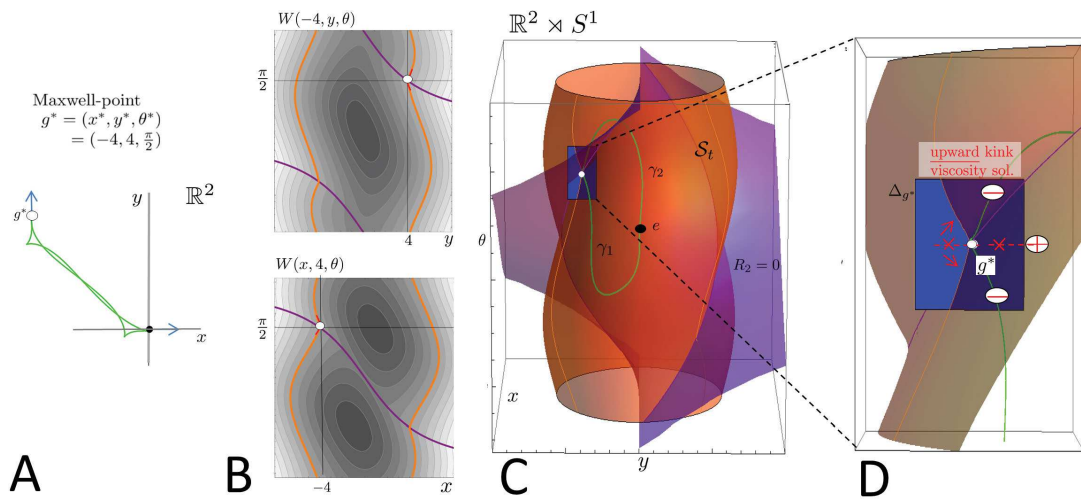 Maxwell-point
g* = (x*, y*, θ*)
= (−4, 4, π/2)
ℝ²
y
g*
x
A
W(−4, y, θ)
π/2
4
y
W(x, 4, θ)
π/2
−4
x
B
ℝ² ⋊ S¹
𝒮ₜ
γ₂
e
θ
γ₁
R₂ = 0
x
y
C
upward kink
viscosity sol.
Δg*
g*
D